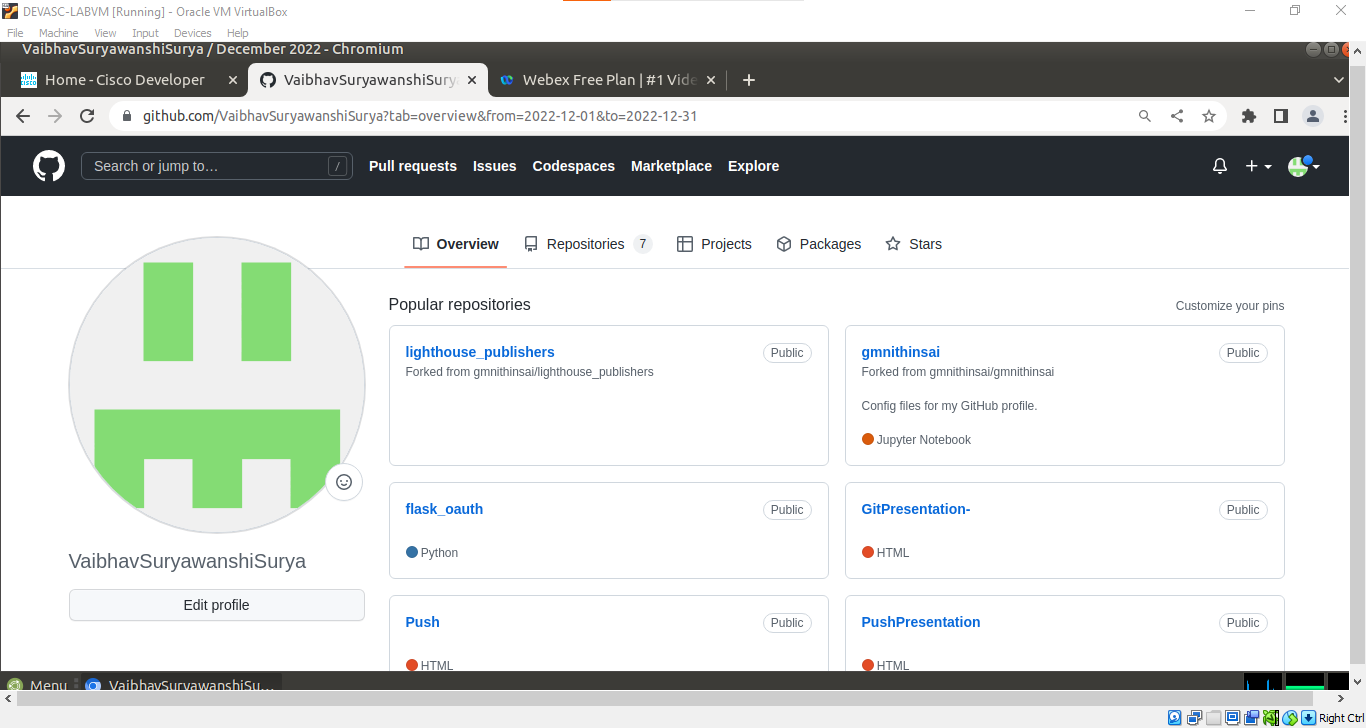 DEVASC-LABVM [Running] - Oracle VM VirtualBox
File Machine View Input Devices Help
VaibhavSuryawanshiSurya / December 2022 - Chromium
CISCO Home - Cisco Developer VaibhavSuryawanshiSurya Webex Free Plan | #1 Vide
github.com/VaibhavSuryawanshiSurya?tab=overview&from=2022-12-01&to=2022-12-31
Search or jump to… / Pull requests Issues Codespaces Marketplace Explore
Overview Repositories 7 Projects Packages Stars
Popular repositories Customize your pins
lighthouse_publishers Public
Forked from gmnithinsai/lighthouse_publishers
gmnithinsai Public
Forked from gmnithinsai/gmnithinsai
Config files for my GitHub profile.
Jupyter Notebook
flask_oauth Public
Python
GitPresentation- Public
HTML
VaibhavSuryawanshiSurya
Edit profile
Push Public
HTML
PushPresentation Public
HTML
Menu VaibhavSuryawanshiSu...
Right Ctrl